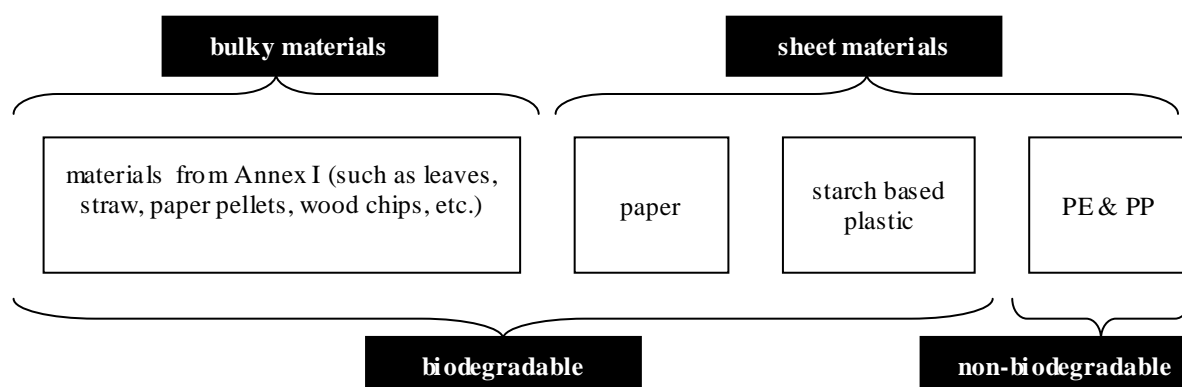 bulky materials
sheet materials
materials from Annex I (such as leaves,
straw, paper pellets, wood chips, etc.)
paper
starch based
plastic
PE & PP
biodegradable
non-biodegradable